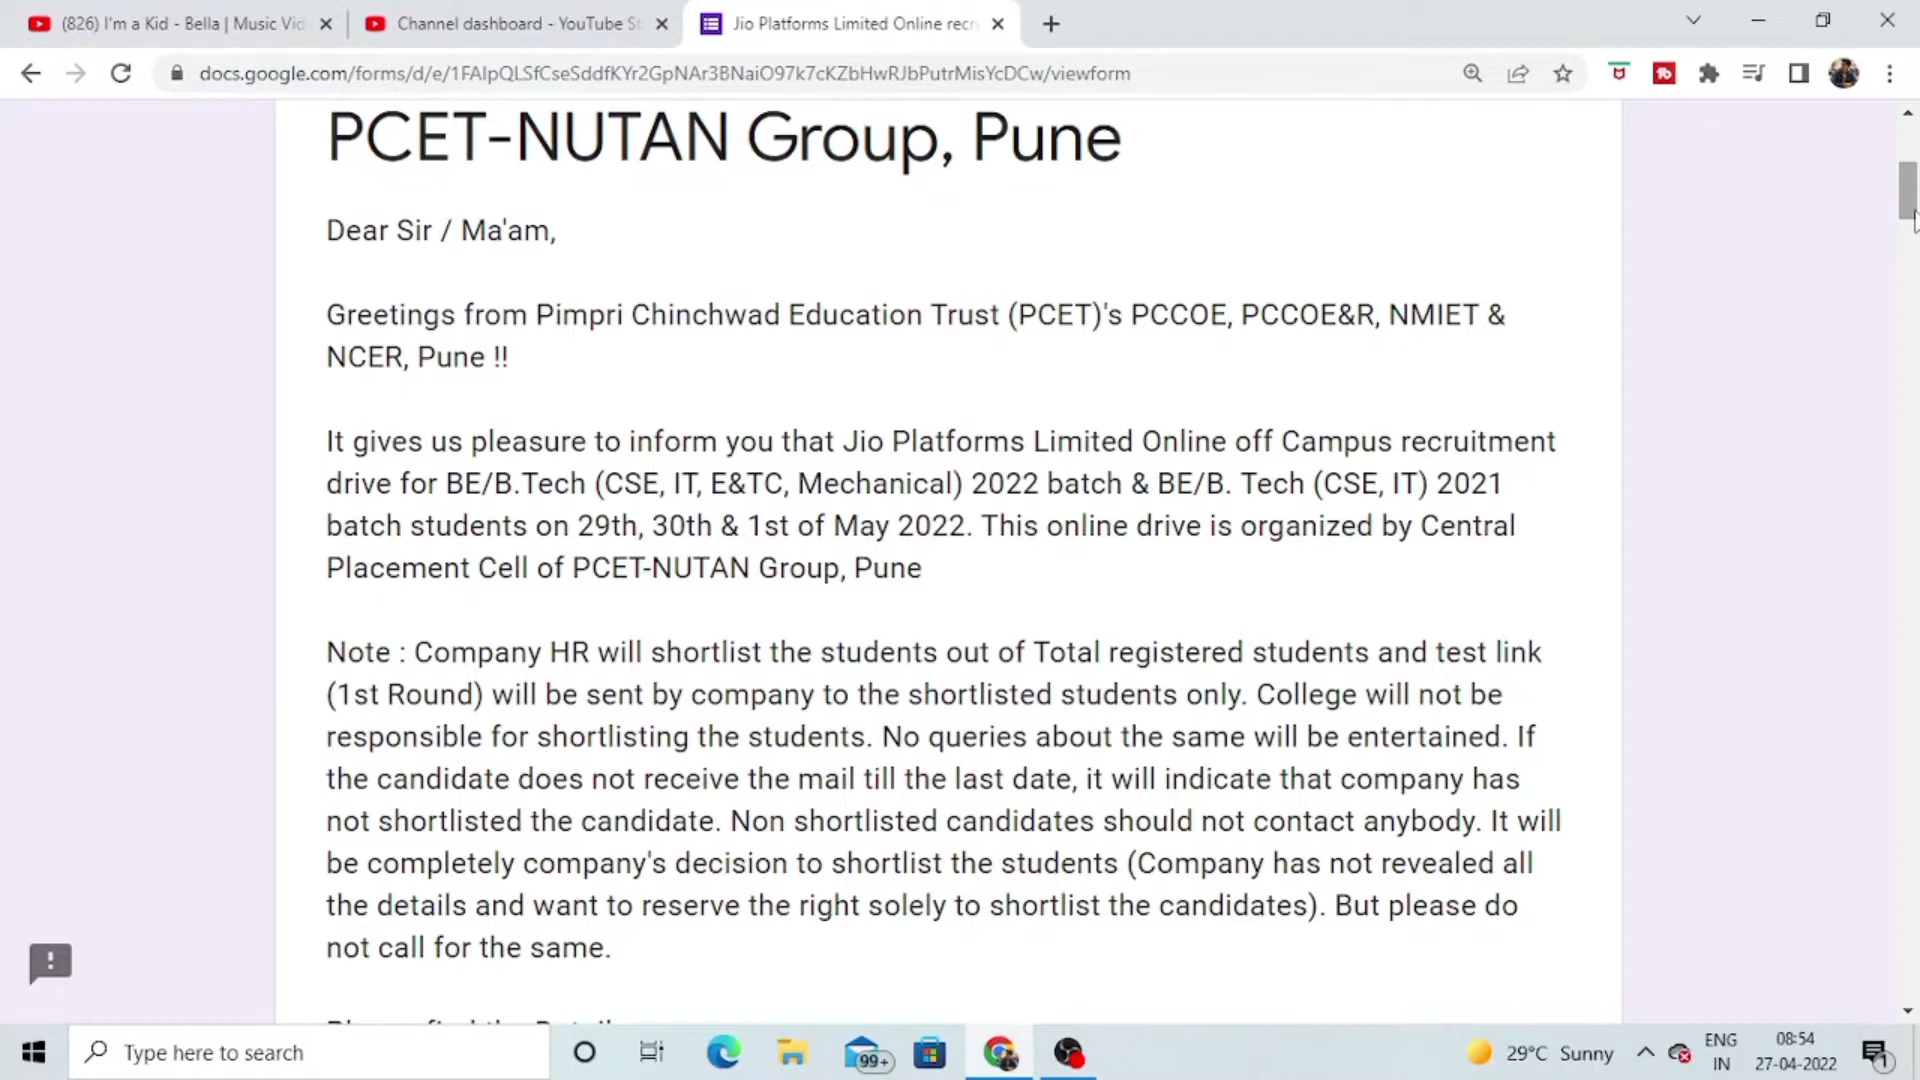 (826) I'm a Kid - Bella | Music Vid
Channel dashboard - YouTube St
Jio Platforms Limited Online recr
docs.google.com/forms/d/e/1FAIpQLSfCseSddfKYr2GpNAr3BNaiO97k7cKZbHwRJbPutrMisYcDCw/viewform
PCET-NUTAN Group, Pune
Dear Sir / Ma'am,
Greetings from Pimpri Chinchwad Education Trust (PCET)'s PCCOE, PCCOE&R, NMIET &
NCER, Pune !!
It gives us pleasure to inform you that Jio Platforms Limited Online off Campus recruitment
drive for BE/B.Tech (CSE, IT, E&TC, Mechanical) 2022 batch & BE/B. Tech (CSE, IT) 2021
batch students on 29th, 30th & 1st of May 2022. This online drive is organized by Central
Placement Cell of PCET-NUTAN Group, Pune
Note : Company HR will shortlist the students out of Total registered students and test link
(1st Round) will be sent by company to the shortlisted students only. College will not be
responsible for shortlisting the students. No queries about the same will be entertained. If
the candidate does not receive the mail till the last date, it will indicate that company has
not shortlisted the candidate. Non shortlisted candidates should not contact anybody. It will
be completely company's decision to shortlist the students (Company has not revealed all
the details and want to reserve the right solely to shortlist the candidates). But please do
not call for the same.
Type here to search
99+
29°C Sunny
ENG
IN
08:54
27-04-2022
1